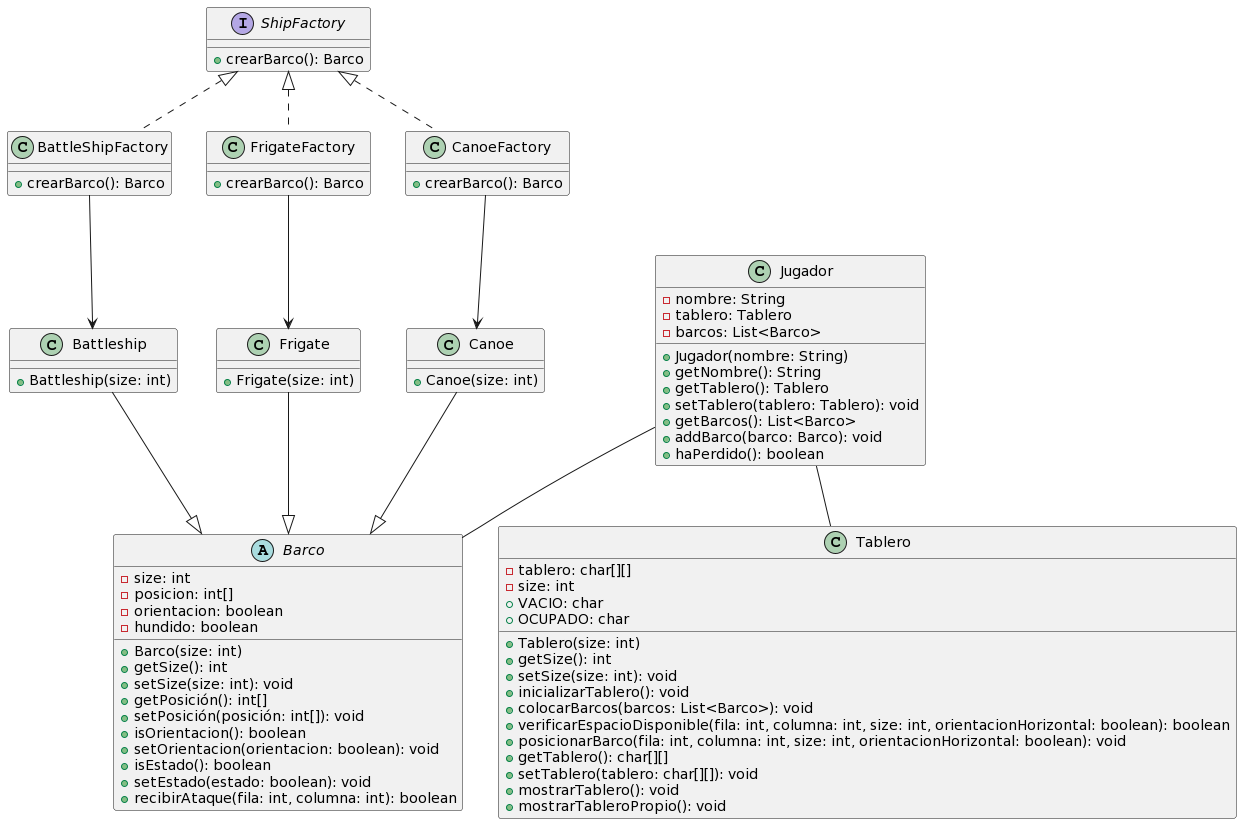 I ShipFactory
crearBarco(): Barco
C BattleShipFactory
crearBarco(): Barco
C FrigateFactory
crearBarco(): Barco
C CanoeFactory
crearBarco(): Barco
C Jugador
nombre: String
tablero: Tablero
barcos: List<Barco>
Jugador(nombre: String)
getNombre(): String
getTablero(): Tablero
setTablero(tablero: Tablero): void
getBarcos(): List<Barco>
addBarco(barco: Barco): void
haPerdido(): boolean
C Battleship
Battleship(size: int)
C Frigate
Frigate(size: int)
C Canoe
Canoe(size: int)
A Barco
size: int
posicion: int[]
orientacion: boolean
hundido: boolean
Barco(size: int)
getSize(): int
setSize(size: int): void
getPosición(): int[]
setPosición(posición: int[]): void
isOrientacion(): boolean
setOrientacion(orientacion: boolean): void
isEstado(): boolean
setEstado(estado: boolean): void
recibirAtaque(fila: int, columna: int): boolean
C Tablero
tablero: char[][]
size: int
VACIO: char
OCUPADO: char
Tablero(size: int)
getSize(): int
setSize(size: int): void
inicializarTablero(): void
colocarBarcos(barcos: List<Barco>): void
verificarEspacioDisponible(fila: int, columna: int, size: int, orientacionHorizontal: boolean): boolean
posicionarBarco(fila: int, columna: int, size: int, orientacionHorizontal: boolean): void
getTablero(): char[][]
setTablero(tablero: char[][]): void
mostrarTablero(): void
mostrarTableroPropio(): void